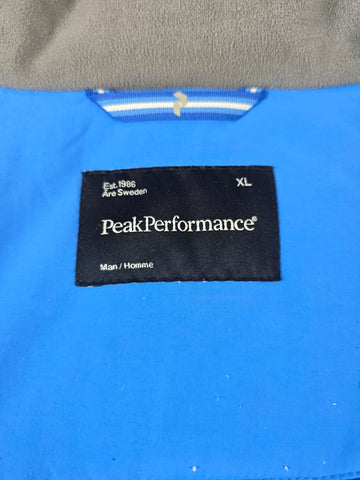 Est.1986
Åre Sweden
XL
PeakPerformance®
Man / Homme